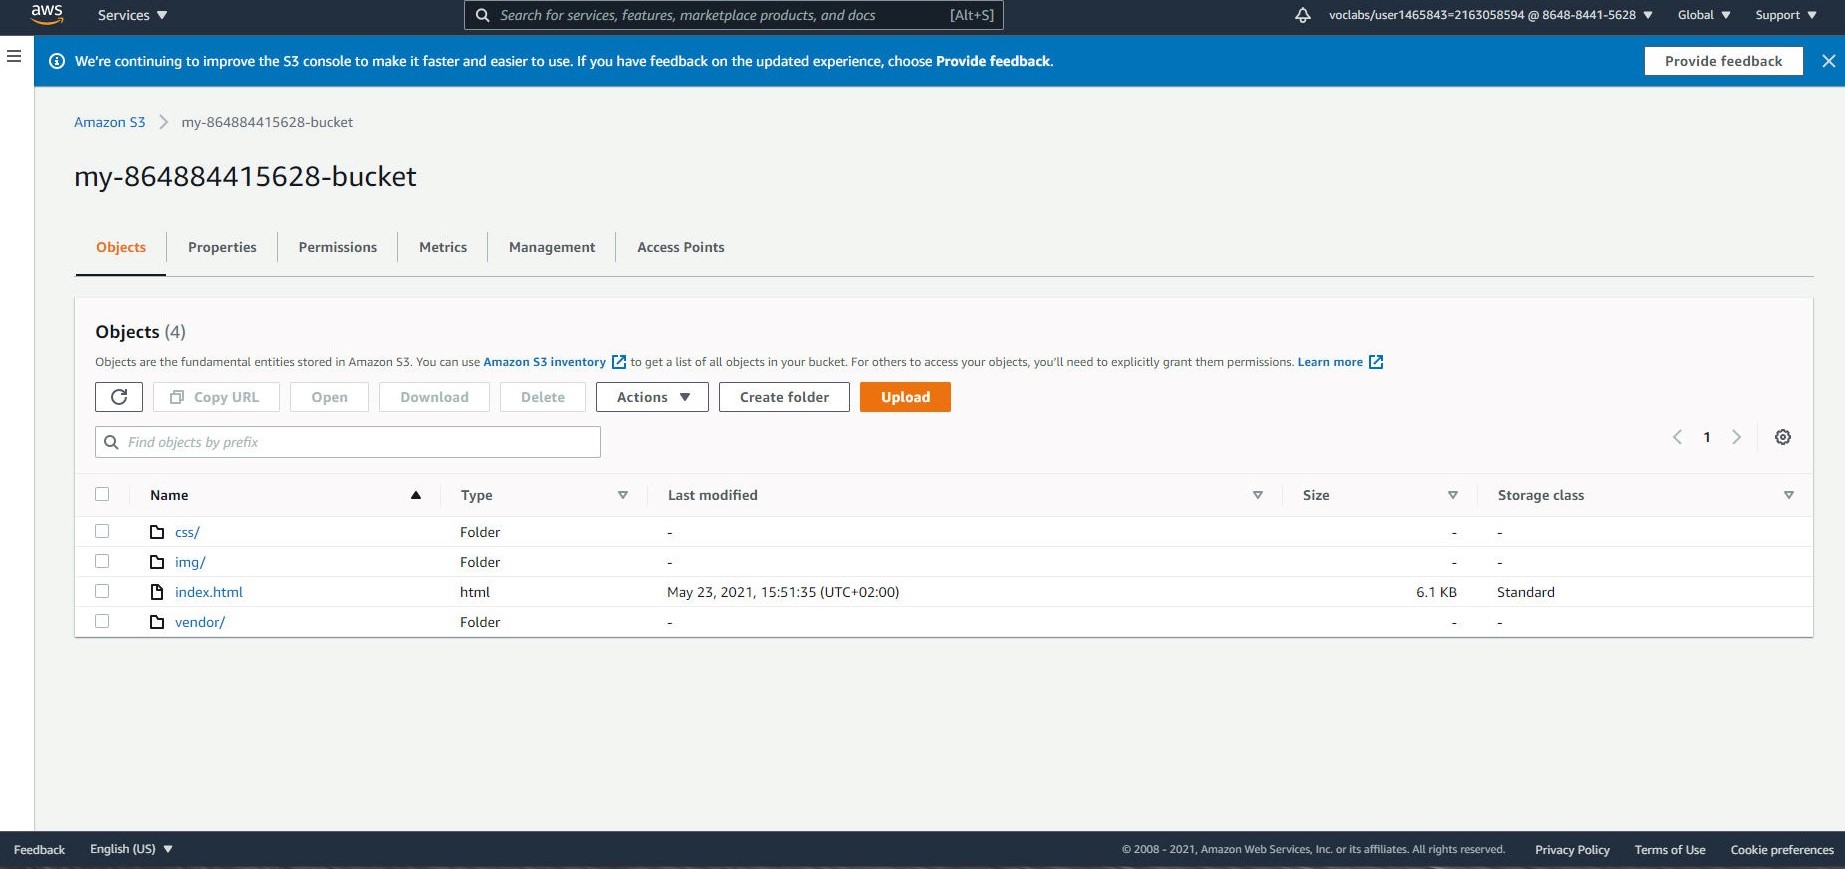 aws Services Search for services, features, marketplace products, and docs [Alt+S] voclabs/user1465843=2163058594 @ 8648-8441-5628 Global Support
We're continuing to improve the S3 console to make it faster and easier to use. If you have feedback on the updated experience, choose Provide feedback. Provide feedback
Amazon S3 my-864884415628-bucket
my-864884415628-bucket
Objects Properties Permissions Metrics Management Access Points
Objects (4)
Objects are the fundamental entities stored in Amazon S3. You can use Amazon S3 inventory to get a list of all objects in your bucket. For others to access your objects, you'll need to explicitly grant them permissions. Learn more
Copy URL Open Download Delete Actions Create folder Upload
Find objects by prefix 1
Name Type Last modified Size Storage class
css/ Folder - - -
img/ Folder - - -
index.html html May 23, 2021, 15:51:35 (UTC+02:00) 6.1 KB Standard
vendor/ Folder - - -
Feedback English (US) © 2008 - 2021, Amazon Web Services, Inc. or its affiliates. All rights reserved. Privacy Policy Terms of Use Cookie preferences